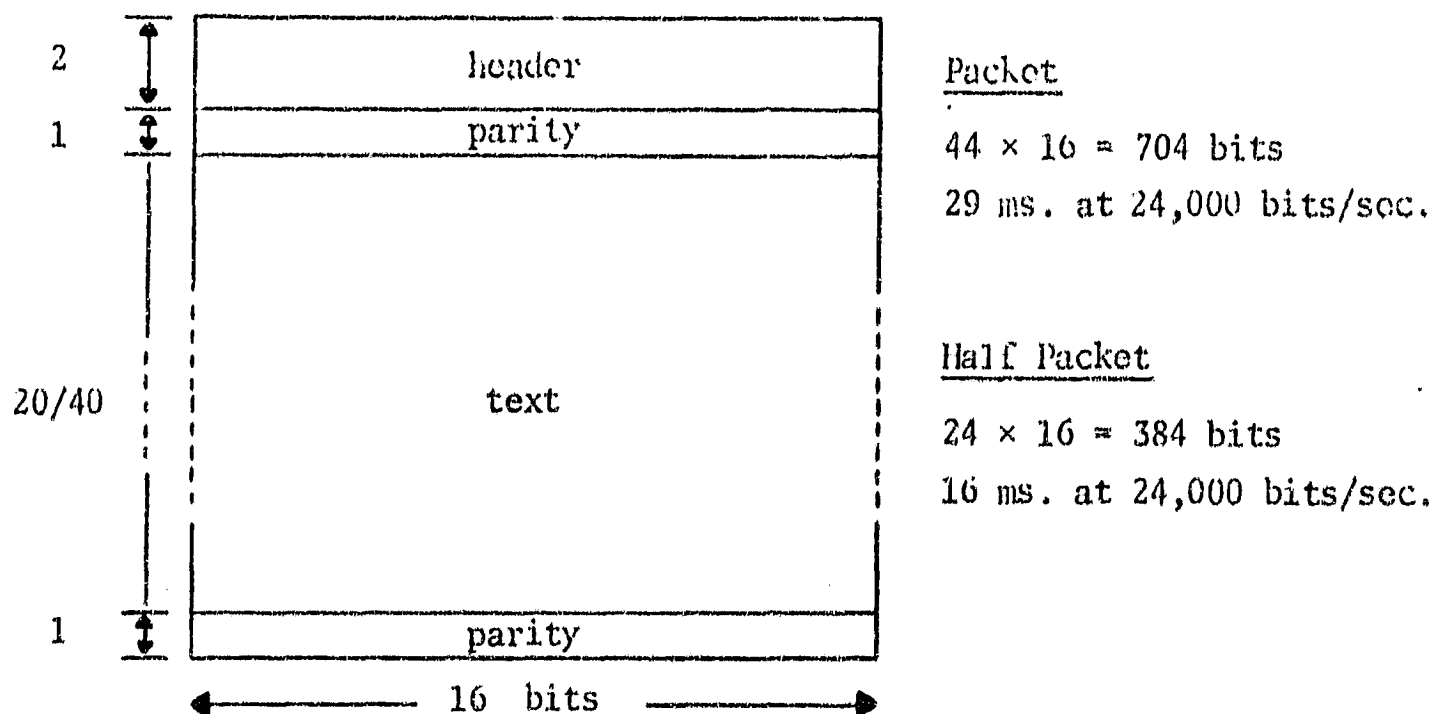 2
header
1
parity
20/40
text
1
parity
16 bits
Packet
44 × 16 = 704 bits
29 ms. at 24,000 bits/sec.
Half Packet
24 × 16 = 384 bits
16 ms. at 24,000 bits/sec.